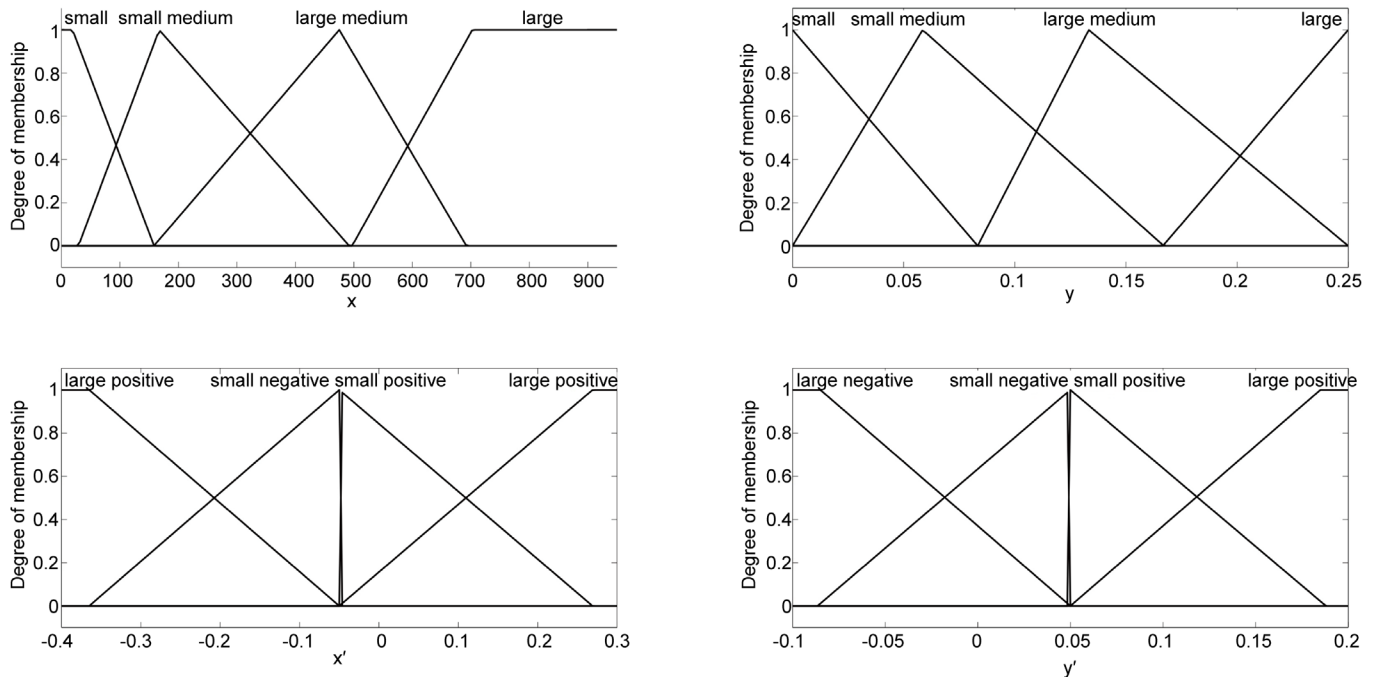 small small medium large medium large
Degree of membership
1
0.8
0.6
0.4
0.2
0
0 100 200 300 400 500 600 700 800 900
x
small small medium large medium large
Degree of membership
1
0.8
0.6
0.4
0.2
0
0 0.05 0.1 0.15 0.2 0.25
y
large positive small negative small positive large positive
Degree of membership
1
0.8
0.6
0.4
0.2
0
-0.4 -0.3 -0.2 -0.1 0 0.1 0.2 0.3
x′
large negative small negative small positive large positive
Degree of membership
1
0.8
0.6
0.4
0.2
0
-0.1 -0.05 0 0.05 0.1 0.15 0.2
y′